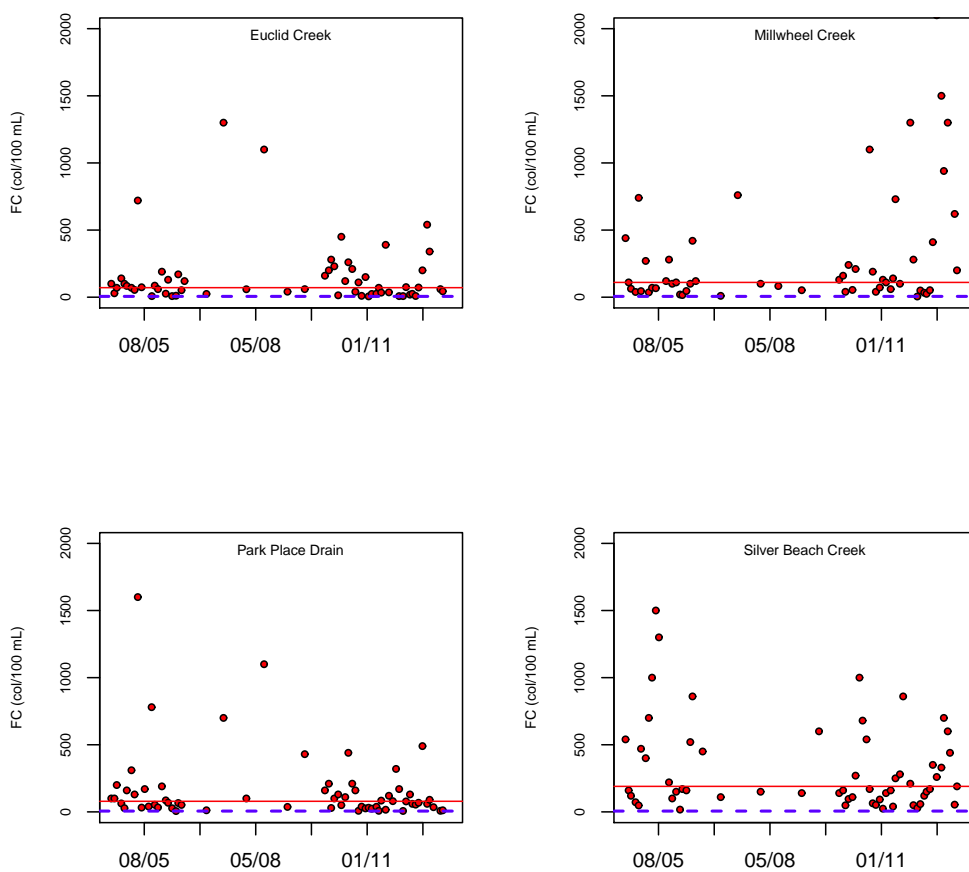 Euclid Creek
FC (col/100 mL)
2000
1500
1000
500
0
08/05 05/08 01/11
Millwheel Creek
FC (col/100 mL)
2000
1500
1000
500
0
08/05 05/08 01/11
Park Place Drain
FC (col/100 mL)
2000
1500
1000
500
0
08/05 05/08 01/11
Silver Beach Creek
FC (col/100 mL)
2000
1500
1000
500
0
08/05 05/08 01/11